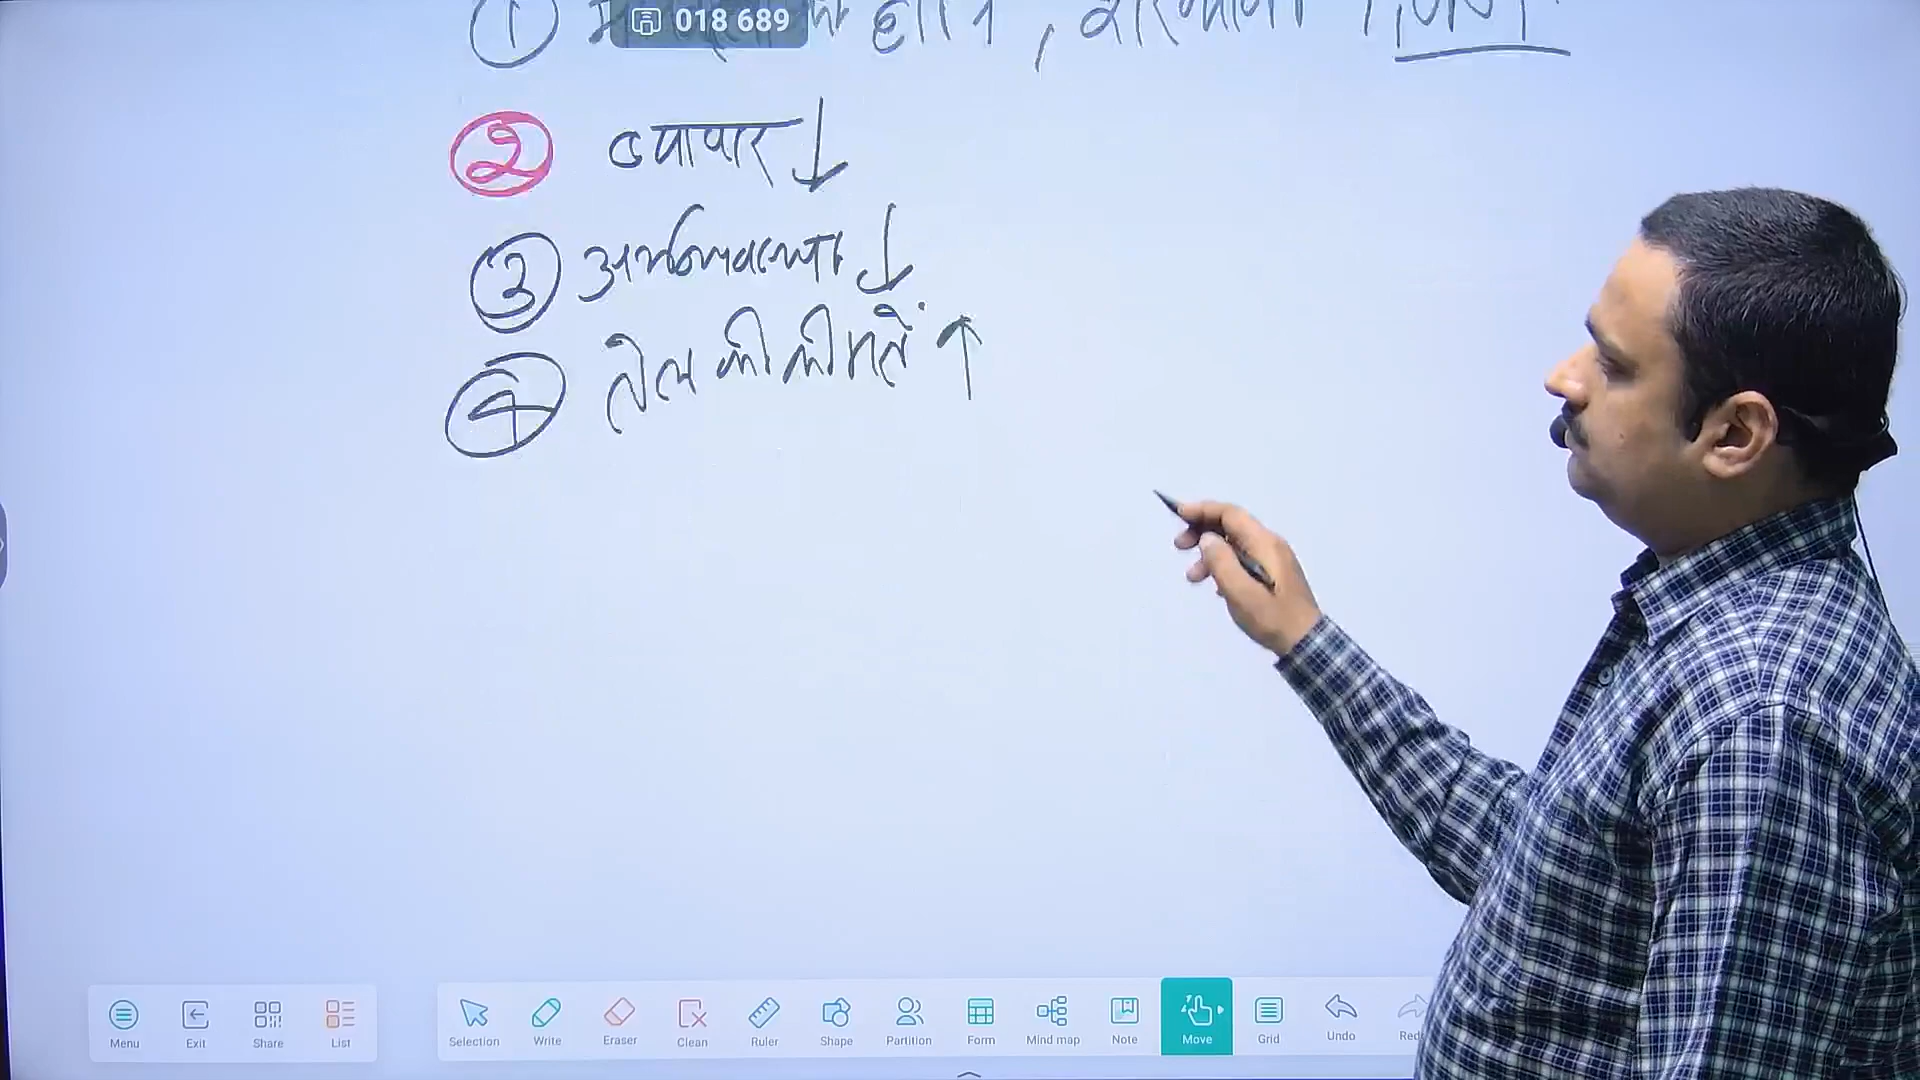 018 689
① हानि,
② व्यापार ↓
③ अर्थव्यवस्था ↓
④ तेल की कीमतें ↑
Menu Exit Share List Selection Write Eraser Clean Ruler Shape Partition Form Mind map Note Move Grid Undo